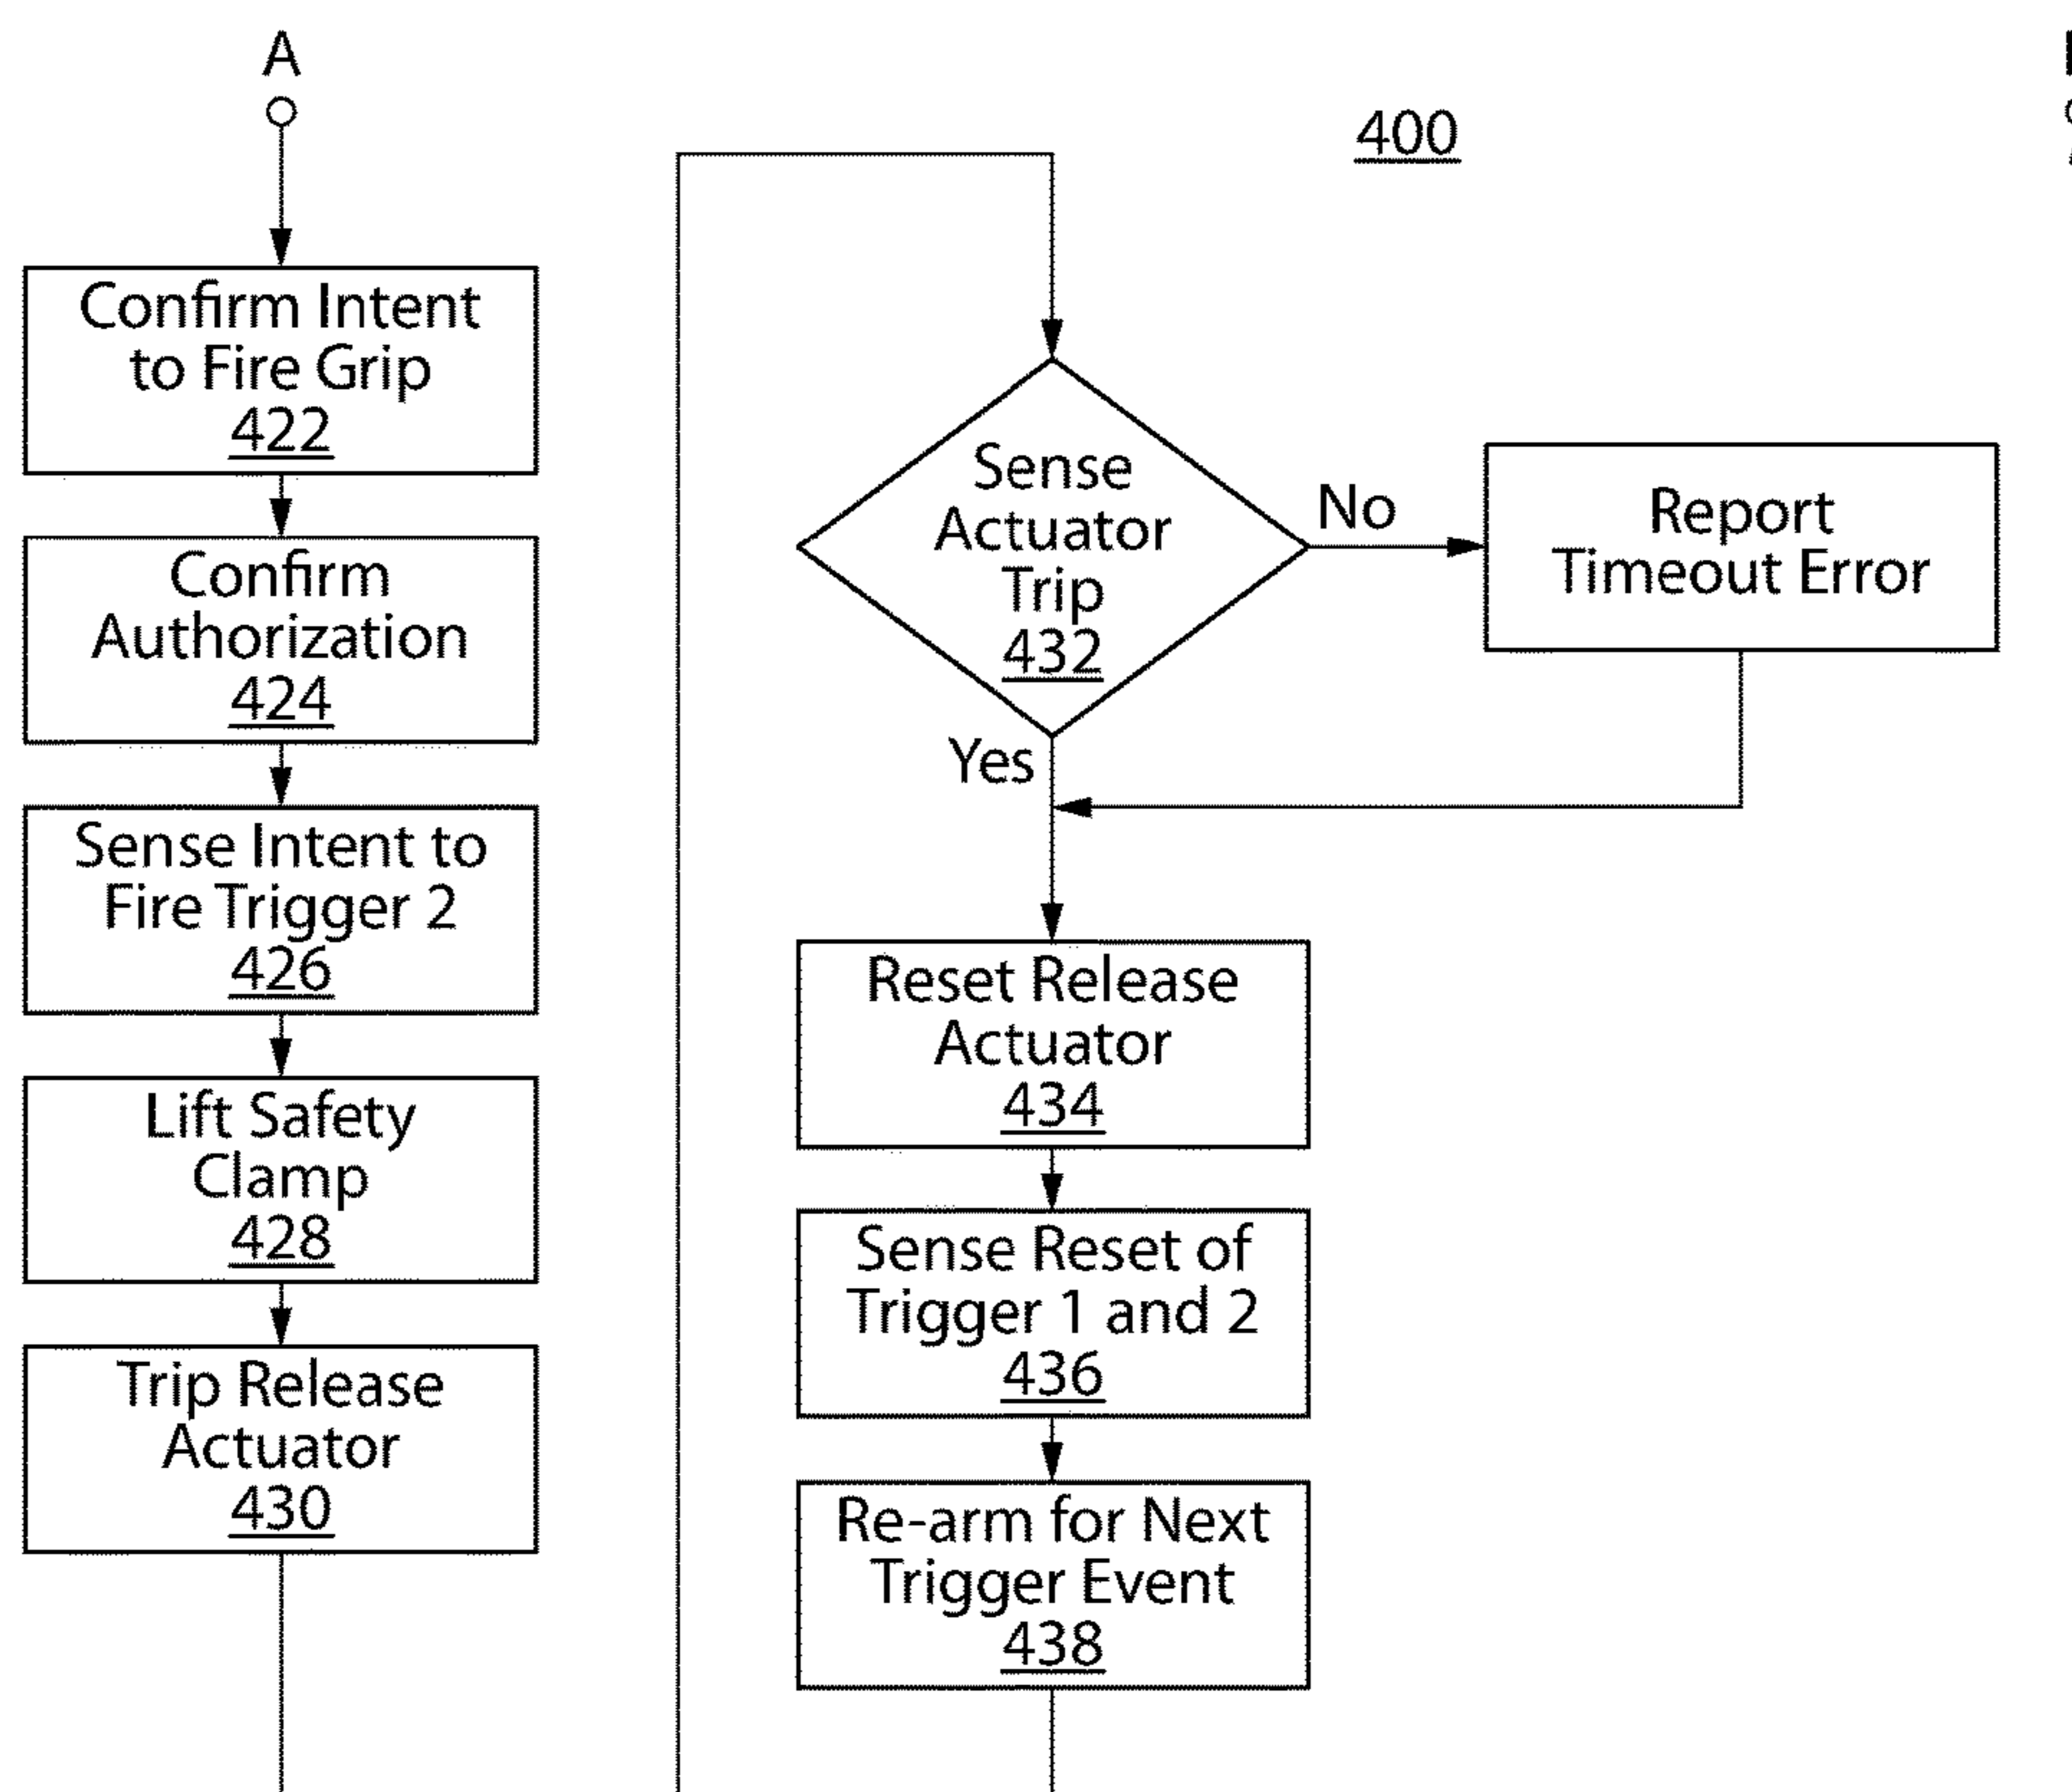 A
Confirm Intent
to Fire Grip
422
Confirm
Authorization
424
Sense Intent to
Fire Trigger 2
426
Lift Safety
Clamp
428
Trip Release
Actuator
430
400
Sense
Actuator
Trip
432
No
Yes
Report
Timeout Error
Reset Release
Actuator
434
Sense Reset of
Trigger 1 and 2
436
Re-arm for Next
Trigger Event
438